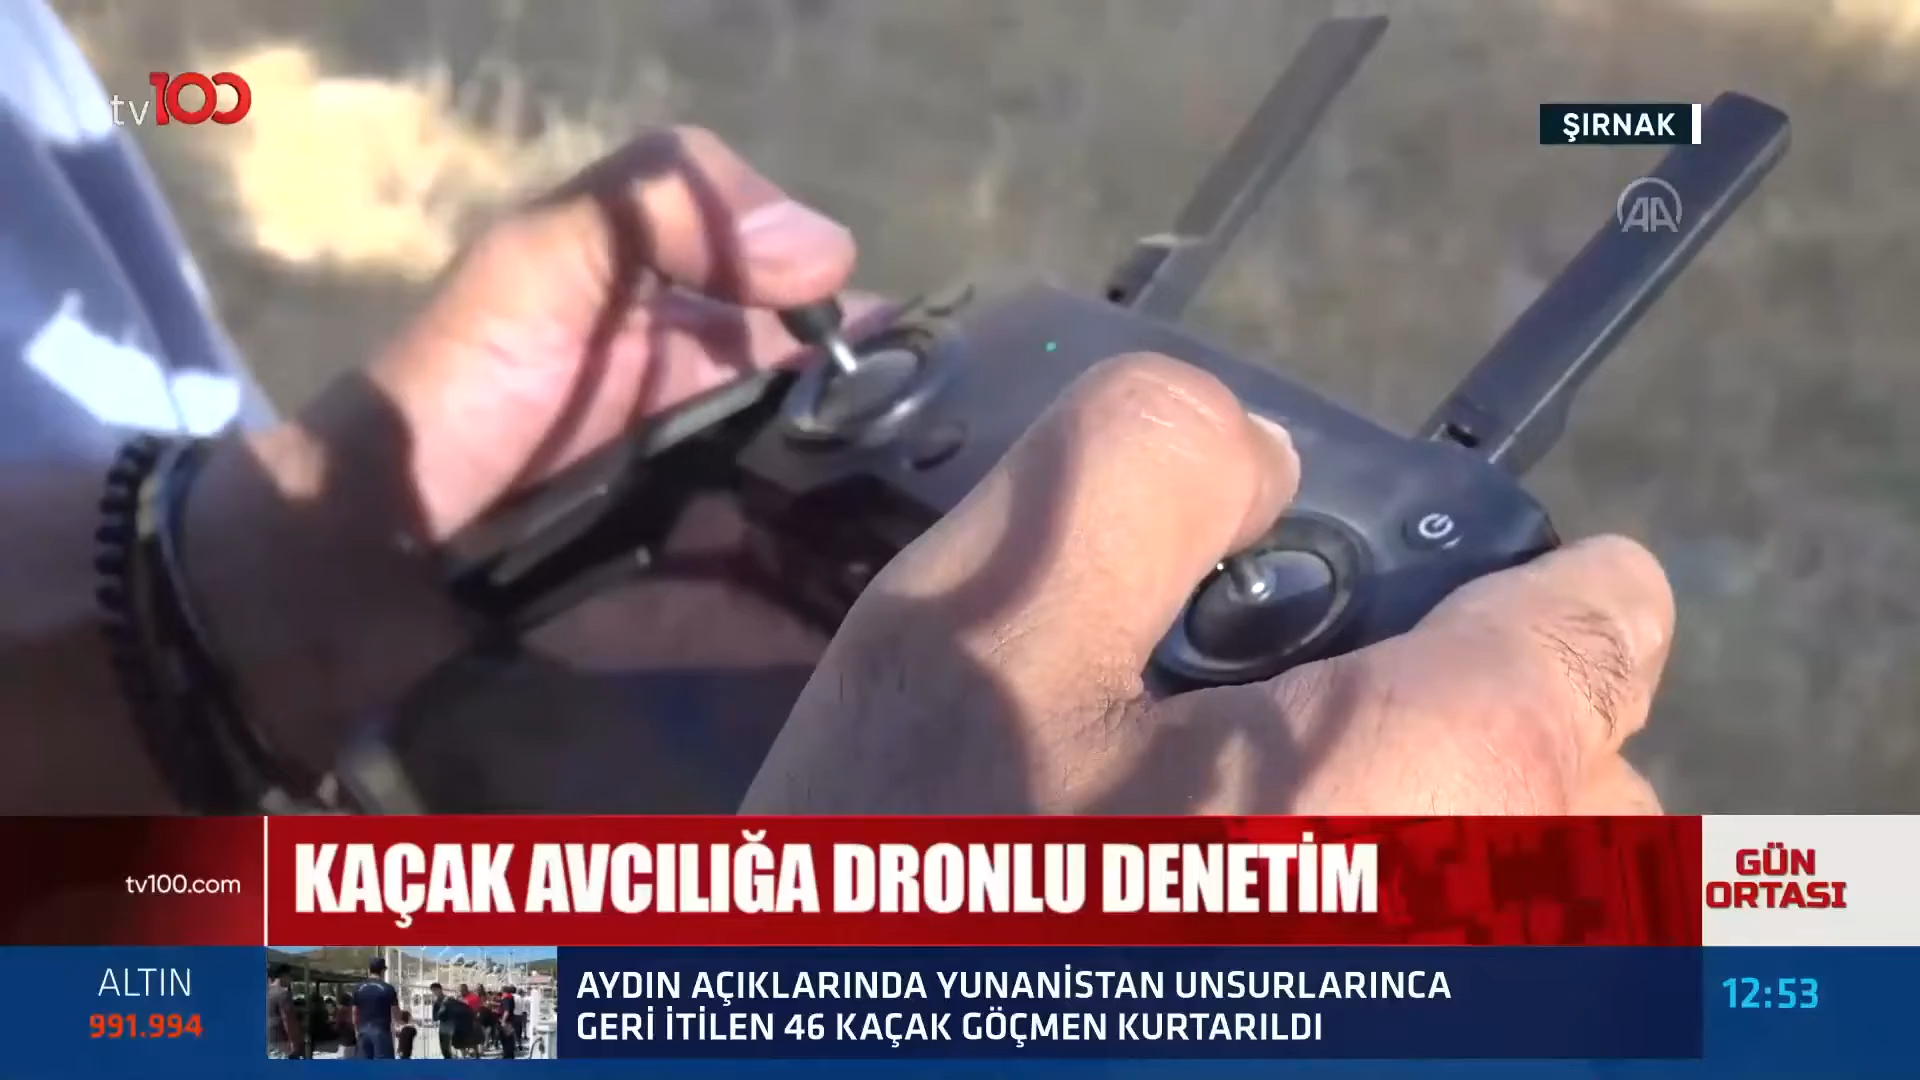 tv100
ŞIRNAK
AA
KAÇAK AVCILIĞA DRONLU DENETİM
tv100.com
GÜN
ORTASI
ALTIN
991.994
AYDIN AÇIKLARINDA YUNANİSTAN UNSURLARINCA
GERİ İTİLEN 46 KAÇAK GÖÇMEN KURTARILDI
12:53